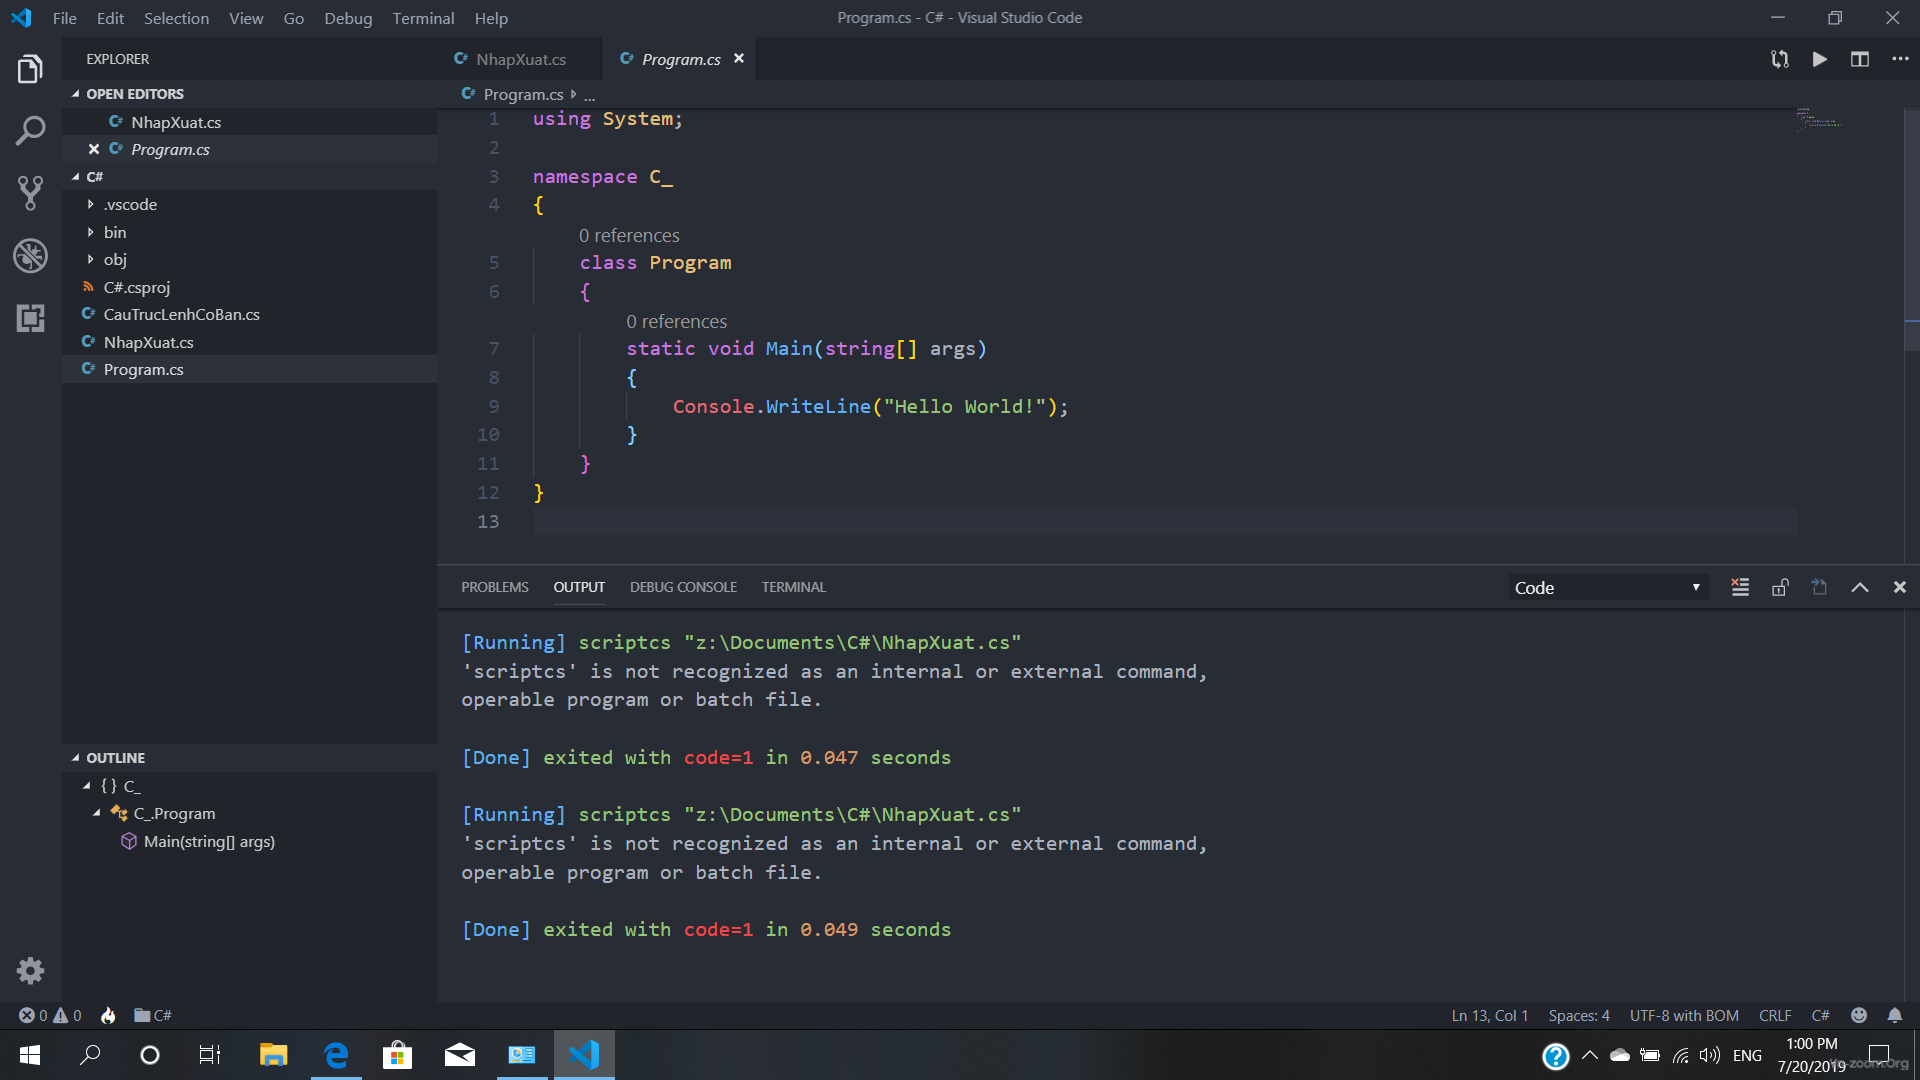 File Edit Selection View Go Debug Terminal Help
Program.cs - C# - Visual Studio Code
EXPLORER
OPEN EDITORS
NhapXuat.cs
Program.cs
C#
.vscode
bin
obj
C#.csproj
CauTrucLenhCoBan.cs
NhapXuat.cs
Program.cs
OUTLINE
{ } C_
C_.Program
Main(string[] args)
NhapXuat.cs
Program.cs
Program.cs ...
1 using System;
2
3 namespace C_
4 {
0 references
5 class Program
6 {
0 references
7 static void Main(string[] args)
8 {
9 Console.WriteLine("Hello World!");
10 }
11 }
12 }
13
PROBLEMS OUTPUT DEBUG CONSOLE TERMINAL
Code
[Running] scriptcs "z:\Documents\C#\NhapXuat.cs"
'scriptcs' is not recognized as an internal or external command,
operable program or batch file.
[Done] exited with code=1 in 0.047 seconds
[Running] scriptcs "z:\Documents\C#\NhapXuat.cs"
'scriptcs' is not recognized as an internal or external command,
operable program or batch file.
[Done] exited with code=1 in 0.049 seconds
0 0 C#
Ln 13, Col 1 Spaces: 4 UTF-8 with BOM CRLF C#
ENG
1:00 PM
7/20/2019